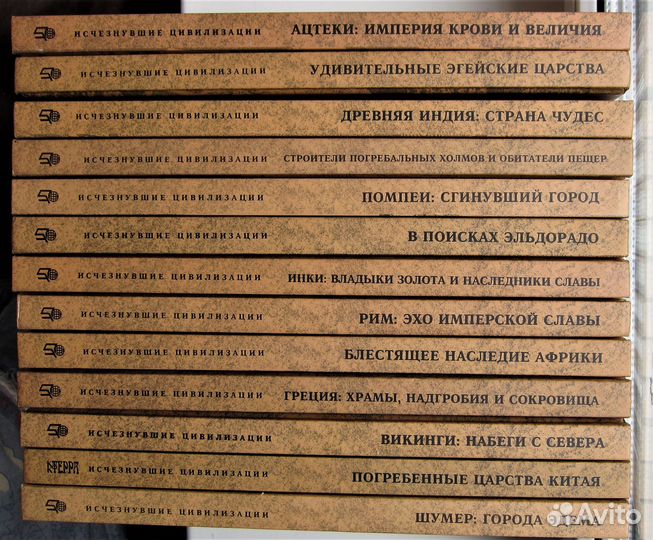 ИСЧЕЗНУВШИЕ ЦИВИЛИЗАЦИИ АЦТЕКИ: ИМПЕРИЯ КРОВИ И ВЕЛИЧИЯ
ИСЧЕЗНУВШИЕ ЦИВИЛИЗАЦИИ УДИВИТЕЛЬНЫЕ ЭГЕЙСКИЕ ЦАРСТВА
ИСЧЕЗНУВШИЕ ЦИВИЛИЗАЦИИ ДРЕВНЯЯ ИНДИЯ: СТРАНА ЧУДЕС
ИСЧЕЗНУВШИЕ ЦИВИЛИЗАЦИИ СТРОИТЕЛИ ПОГРЕБАЛЬНЫХ ХОЛМОВ И ОБИТАТЕЛИ ПЕЩЕР
ИСЧЕЗНУВШИЕ ЦИВИЛИЗАЦИИ ПОМПЕИ: СГИНУВШИЙ ГОРОД
ИСЧЕЗНУВШИЕ ЦИВИЛИЗАЦИИ В ПОИСКАХ ЭЛЬДОРАДО
ИСЧЕЗНУВШИЕ ЦИВИЛИЗАЦИИ ИНКИ: ВЛАДЫКИ ЗОЛОТА И НАСЛЕДНИКИ СЛАВЫ
ИСЧЕЗНУВШИЕ ЦИВИЛИЗАЦИИ РИМ: ЭХО ИМПЕРСКОЙ СЛАВЫ
ИСЧЕЗНУВШИЕ ЦИВИЛИЗАЦИИ БЛЕСТЯЩЕЕ НАСЛЕДИЕ АФРИКИ
ИСЧЕЗНУВШИЕ ЦИВИЛИЗАЦИИ ГРЕЦИЯ: ХРАМЫ, НАДГРОБИЯ И СОКРОВИЩА
ИСЧЕЗНУВШИЕ ЦИВИЛИЗАЦИИ ВИКИНГИ: НАБЕГИ С СЕВЕРА
ТЕРРА ИСЧЕЗНУВШИЕ ЦИВИЛИЗАЦИИ ПОГРЕБЕННЫЕ ЦАРСТВА КИТАЯ
ИСЧЕЗНУВШИЕ ЦИВИЛИЗАЦИИ ШУМЕР: ГОРОДА ЭДЕМА
Avito